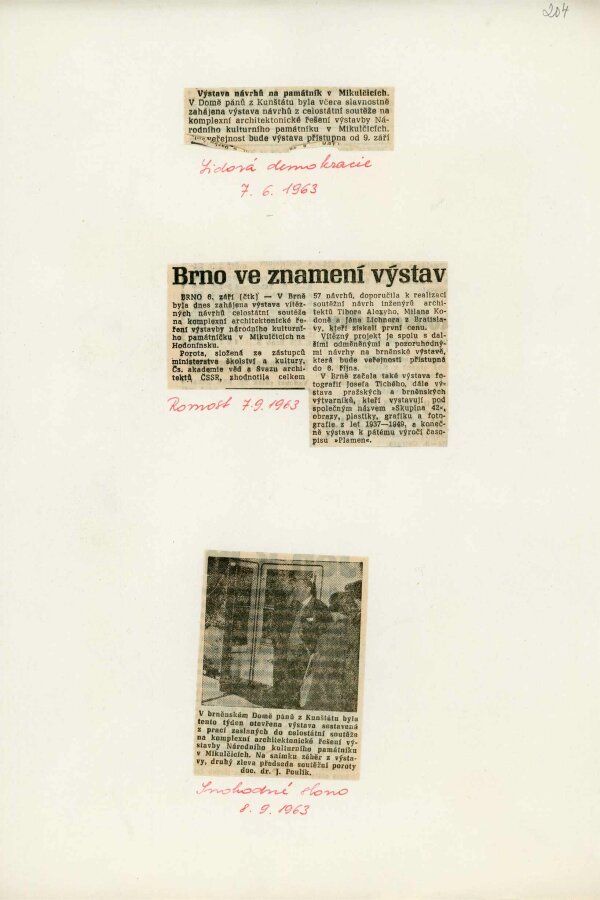 204
Výstava návrhů na památník v Mikulčicích.
V Domě pánů z Kunštátu byla včera slavnostně
zahájena výstava návrhů z celostátní soutěže na
komplexní architektonické řešení výstavby Ná-
rodního kulturního památníku v Mikulčicích.
veřejnost bude výstava přístupna od 9. září
Lidová demokracie
7. 6. 1963
Brno ve znamení výstav
BRNO 6. září (čtk) — V Brně
byla dnes zahájena výstava vítěz-
ných návrhů celostátní soutěže
na komplexní architektonické ře-
šení výstavby národního kulturní-
ho památníčku v Mikulčicích na
Hodonínsku.
Porota, složená ze zástupců
ministerstva školství a kultury,
Čs. akademie věd a Svazu archi-
tektů ČSSR, zhodnotila celkem
57 návrhů, doporučila k realizaci
soutěžní návrh inženýrů archi-
tektů Tibora Alexyho, Milana Ko-
doně a Jána Lichnera z Bratisla-
vy, kteří získali první cenu.
Vítězný projekt je spolu s dal-
šími odměněnými a pozoruhodný-
mi návrhy na brněnské výstavě,
která bude veřejnosti přístupná
do 6. října.
V Brně začala také výstava fo-
tografií Josefa Tichého, dále vý-
stava pražských a brněnských
výtvarníků, kteří vystavují pod
společným názvem »Skupina 42«,
obrazy, plastiky, grafiku a foto-
grafie z let 1937—1949, a koneč-
ně výstava k pátému výročí časo-
pisu »Plamen«.
Rovnost 7.9.1963
V brněnském Domě pánů z Kunštátu byla
tento týden otevřena výstava sestavená
z prací zaslaných do celostátní soutěže
na komplexní architektonické řešení vý-
stavby Národního kulturního památníku
v Mikulčicích. Na snímku záběr z výsta-
vy, druhý zleva předseda soutěžní poroty
doc. dr. J. Poulík.
Svobodné slovo
8. 9. 1963